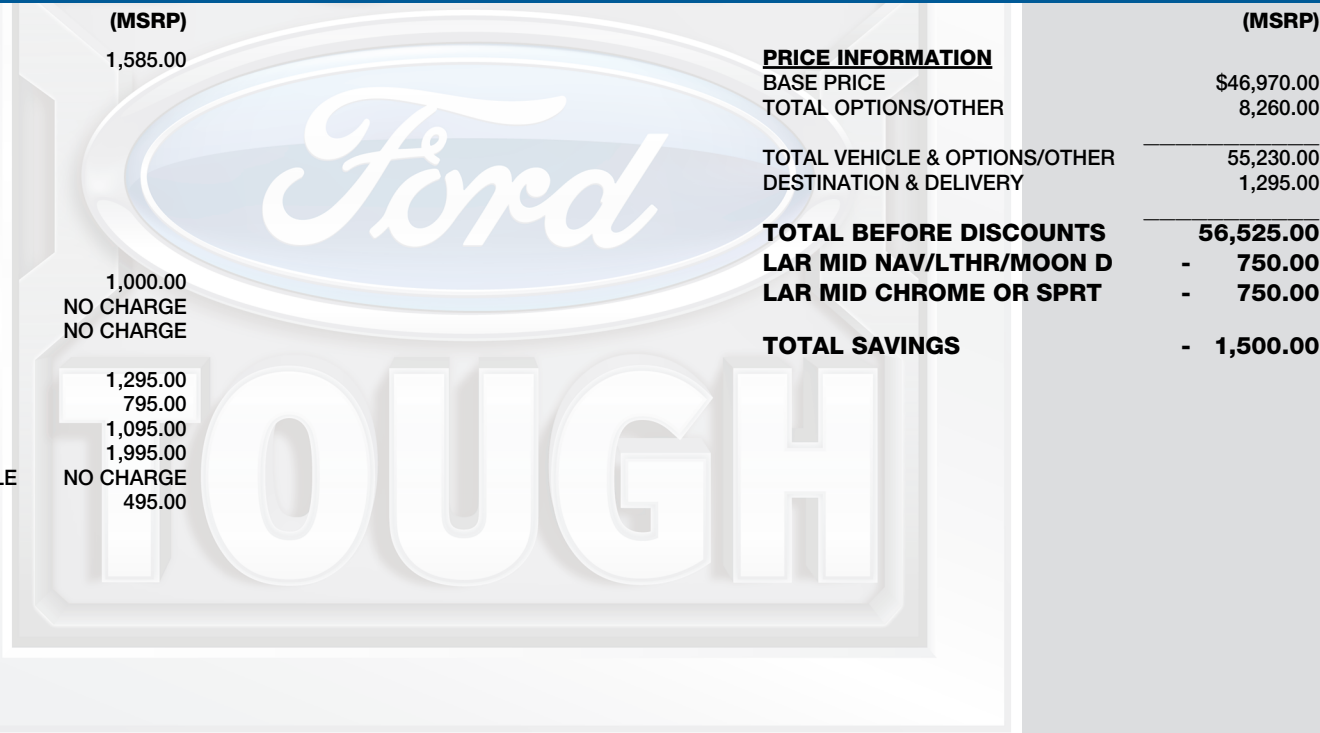 (MSRP)
1,585.00
1,000.00
NO CHARGE
NO CHARGE
1,295.00
795.00
1,095.00
1,995.00
LE NO CHARGE
495.00
Ford
TOUGH
(MSRP)
PRICE INFORMATION
BASE PRICE $46,970.00
TOTAL OPTIONS/OTHER 8,260.00
TOTAL VEHICLE & OPTIONS/OTHER 55,230.00
DESTINATION & DELIVERY 1,295.00
TOTAL BEFORE DISCOUNTS 56,525.00
LAR MID NAV/LTHR/MOON D - 750.00
LAR MID CHROME OR SPRT - 750.00
TOTAL SAVINGS - 1,500.00